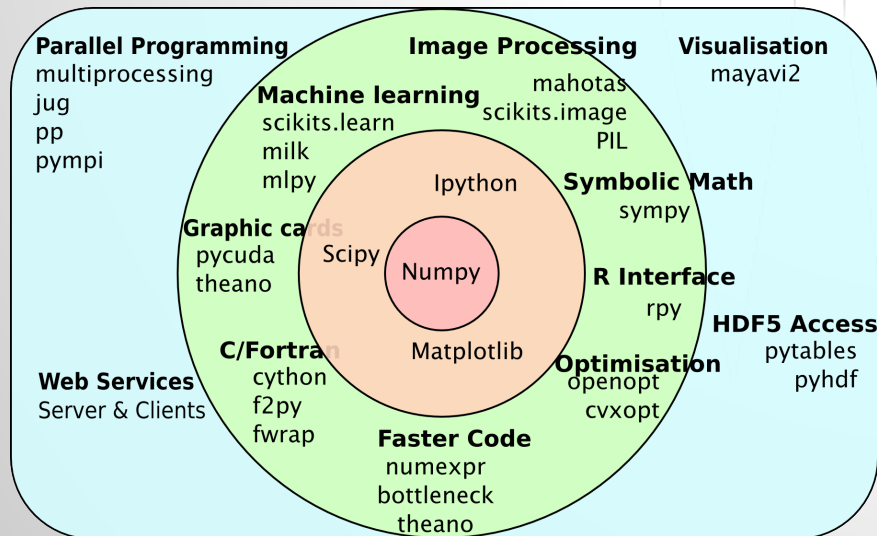 Parallel Programming
multiprocessing
jug
pp
pympi
Image Processing
mahotas
scikits.image
PIL
Visualisation
mayavi2
Machine learning
scikits.learn
milk
mlpy
Ipython
Symbolic Math
sympy
Graphic cards
pycuda
theano
Scipy
Numpy
R Interface
rpy
HDF5 Access
pytables
pyhdf
C/Fortran
cython
f2py
fwrap
Matplotlib
Optimisation
openopt
cvxopt
Web Services
Server & Clients
Faster Code
numexpr
bottleneck
theano